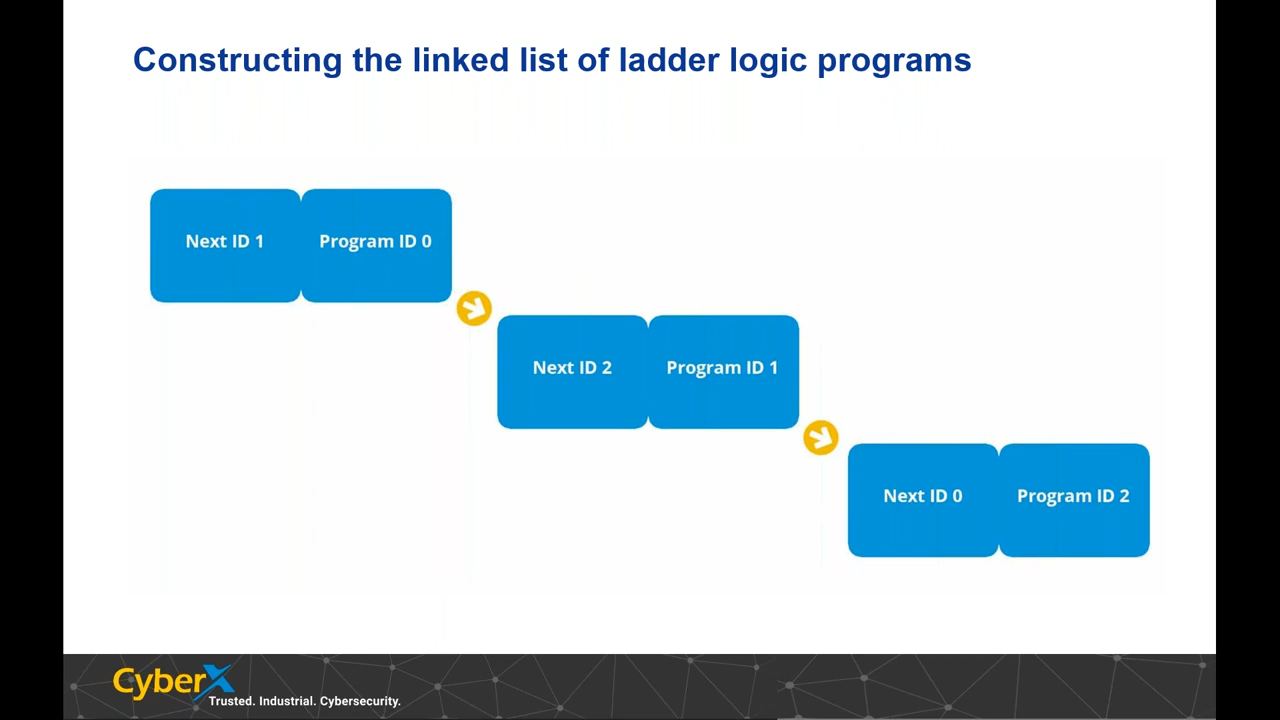 Constructing the linked list of ladder logic programs
Next ID 1
Program ID 0
Next ID 2
Program ID 1
Next ID 0
Program ID 2
CyberX
Trusted. Industrial. Cybersecurity.